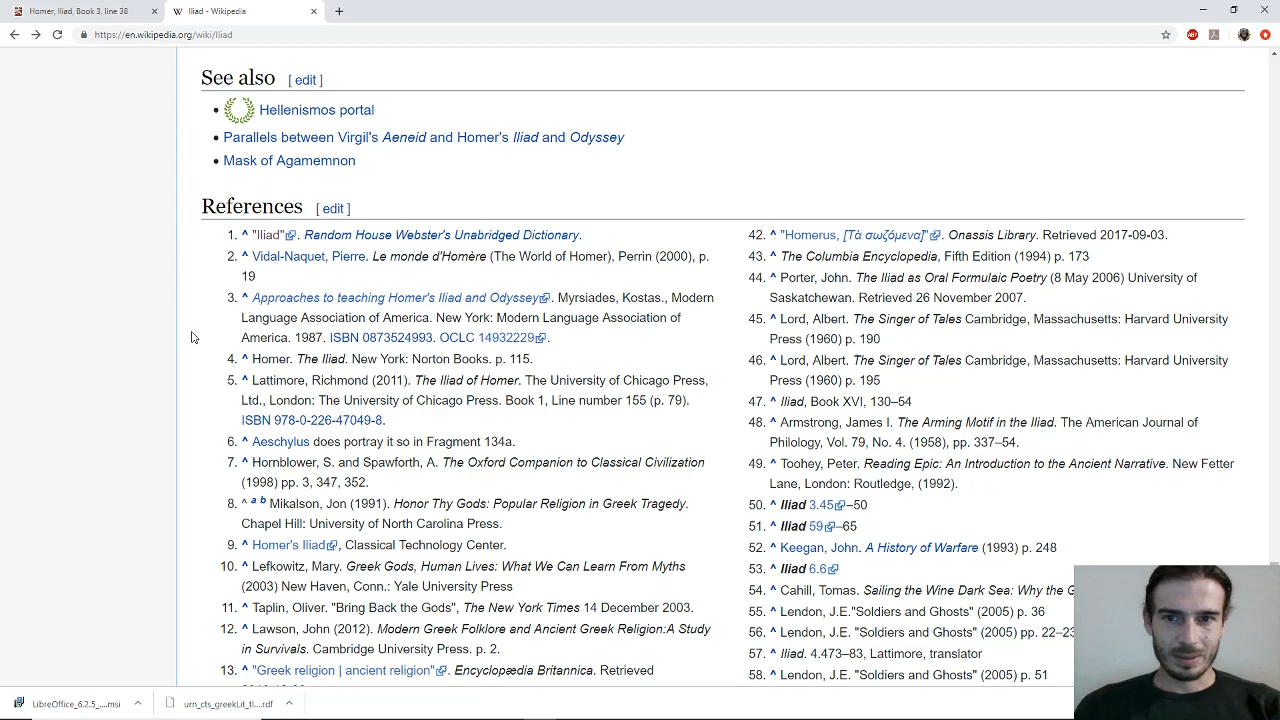 Homer, Iliad, Book 3, line 38
W Iliad - Wikipedia
https://en.wikipedia.org/wiki/Iliad
See also [ edit ]
Hellenismos portal
Parallels between Virgil's Aeneid and Homer's Iliad and Odyssey
Mask of Agamemnon
References [ edit ]
1. ^ "Iliad". Random House Webster's Unabridged Dictionary.
2. ^ Vidal-Naquet, Pierre. Le monde d'Homère (The World of Homer), Perrin (2000), p.
19
3. ^ Approaches to teaching Homer's Iliad and Odyssey. Myrsiades, Kostas., Modern
Language Association of America. New York: Modern Language Association of
America. 1987. ISBN 0873524993. OCLC 14932229.
4. ^ Homer. The Iliad. New York: Norton Books. p. 115.
5. ^ Lattimore, Richmond (2011). The Iliad of Homer. The University of Chicago Press,
Ltd., London: The University of Chicago Press. Book 1, Line number 155 (p. 79).
ISBN 978-0-226-47049-8.
6. ^ Aeschylus does portray it so in Fragment 134a.
7. ^ Hornblower, S. and Spawforth, A. The Oxford Companion to Classical Civilization
(1998) pp. 3, 347, 352.
8. ^ a b Mikalson, Jon (1991). Honor Thy Gods: Popular Religion in Greek Tragedy.
Chapel Hill: University of North Carolina Press.
9. ^ Homer's Iliad, Classical Technology Center.
10. ^ Lefkowitz, Mary. Greek Gods, Human Lives: What We Can Learn From Myths
(2003) New Haven, Conn.: Yale University Press
11. ^ Taplin, Oliver. "Bring Back the Gods", The New York Times 14 December 2003.
12. ^ Lawson, John (2012). Modern Greek Folklore and Ancient Greek Religion:A Study
in Survivals. Cambridge University Press. p. 2.
13. ^ "Greek religion | ancient religion". Encyclopædia Britannica. Retrieved
42. ^ "Homerus, [Τὰ σωζόμενα]". Onassis Library. Retrieved 2017-09-03.
43. ^ The Columbia Encyclopedia, Fifth Edition (1994) p. 173
44. ^ Porter, John. The Iliad as Oral Formulaic Poetry (8 May 2006) University of
Saskatchewan. Retrieved 26 November 2007.
45. ^ Lord, Albert. The Singer of Tales Cambridge, Massachusetts: Harvard University
Press (1960) p. 190
46. ^ Lord, Albert. The Singer of Tales Cambridge, Massachusetts: Harvard University
Press (1960) p. 195
47. ^ Iliad, Book XVI, 130–54
48. ^ Armstrong, James I. The Arming Motif in the Iliad. The American Journal of
Philology, Vol. 79, No. 4. (1958), pp. 337–54.
49. ^ Toohey, Peter. Reading Epic: An Introduction to the Ancient Narrative. New Fetter
Lane, London: Routledge, (1992).
50. ^ Iliad 3.45–50
51. ^ Iliad 59–65
52. ^ Keegan, John. A History of Warfare (1993) p. 248
53. ^ Iliad 6.6
54. ^ Cahill, Tomas. Sailing the Wine Dark Sea: Why the G
55. ^ Lendon, J.E."Soldiers and Ghosts" (2005) p. 36
56. ^ Lendon, J.E. "Soldiers and Ghosts" (2005) pp. 22–23
57. ^ Iliad. 4.473–83, Lattimore, translator
58. ^ Lendon, J.E. "Soldiers and Ghosts" (2005) p. 51
LibreOffice_6.2.5_....msi
urn_cts_greekLit_tl....rdf